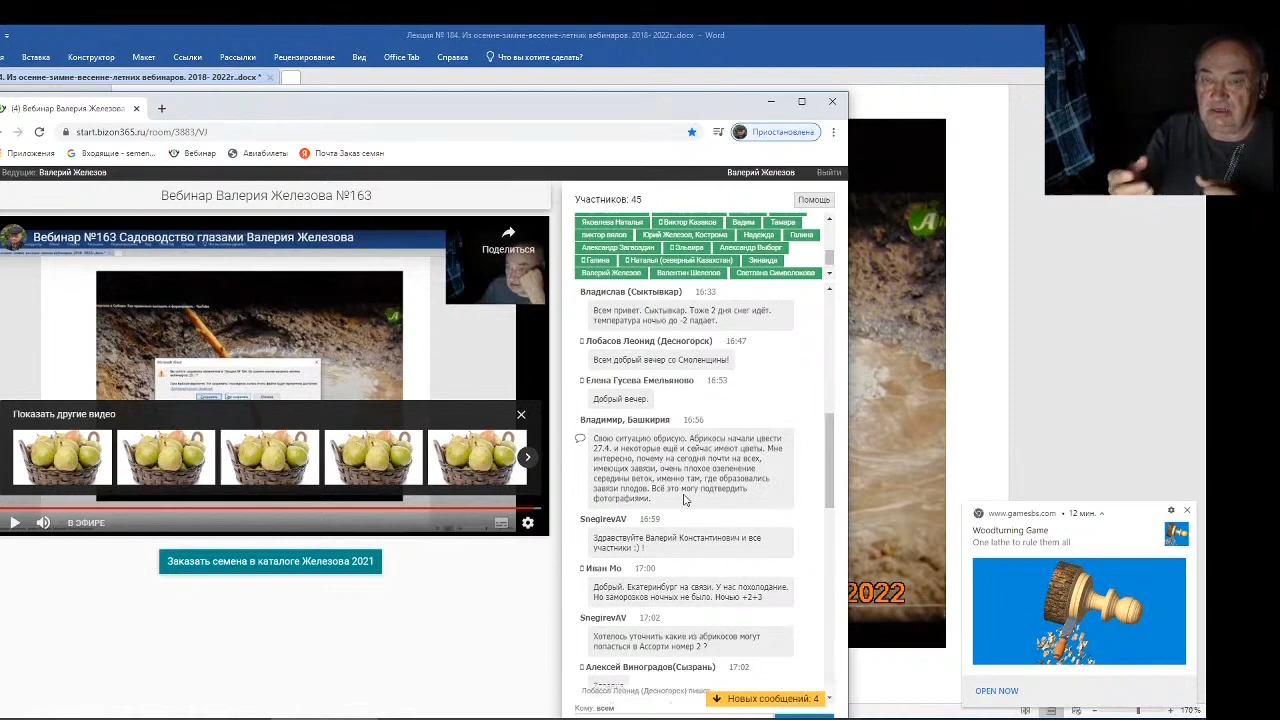 Лекция № 184. Из осенне-зимне-весенне-летних вебинаров. 2018- 2022г..docx - Word
Вставка Конструктор Макет Ссылки Рассылки Рецензирование Вид Office Tab Справка Что вы хотите сделать?
4. Из осенне-зимне-весенне-летних вебинаров. 2018- 2022г..docx *
(4) Вебинар Валерия Железова
start.bizon365.ru/room/3883/VJ
Приостановлена
Приложения Входящие - semen... Вебинар Авиабилеты Почта Заказ семян
Ведущие: Валерий Железов
Валерий Железов Выйти
Вебинар Валерия Железова №163
Участников: 45
Помощь
Яковлева Наталья Виктор Казаков Вадим Тамара
виктор вялов Юрий Железов, Кострома Надежда Галина
Александр Загвоздин Эльвира Александр Выборг
Галина Наталья (северный Казахстан) Зинаида
Валерий Железов Валентин Шелепов Светлана Символокова
Вебинар №163 Садоводство глазами Валерия Железова
Поделиться
Показать другие видео
В ЭФИРЕ
Заказать семена в каталоге Железова 2021
Владислав (Сыктывкар) 16:33
Всем привет. Сыктывкар. Тоже 2 дня снег идёт.
температура ночью до -2 падает.
Лобасов Леонид (Десногорск) 16:47
Всем добрый вечер со Смоленщины!
Елена Гусева Емельяново 16:53
Добрый вечер.
Владимир, Башкирия 16:56
Свою ситуацию обрисую. Абрикосы начали цвести
27.4. и некоторые ещё и сейчас имеют цветы. Мне
интересно, почему на сегодня почти на всех,
имеющих завязи, очень плохое озеленение
середины веток, именно там, где образовались
завязи плодов. Всё это могу подтвердить
фотографиями.
SnegirevAV 16:59
Здравствуйте Валерий Константинович и все
участники :) !
Иван Мо 17:00
Добрый. Екатеринбург на связи. У нас похолодание.
Но заморозков ночных не было. Ночью +2+3
SnegirevAV 17:02
Хотелось уточнить какие из абрикосов могут
попасться в Ассорти номер 2 ?
Алексей Виноградов(Сызрань) 17:02
Лобасов Леонид (Десногорск) пишет
Новых сообщений: 4
Кому: всем
2022
www.gamesbs.com • 12 мин.
Woodturning Game
One lathe to rule them all
OPEN NOW
170 %